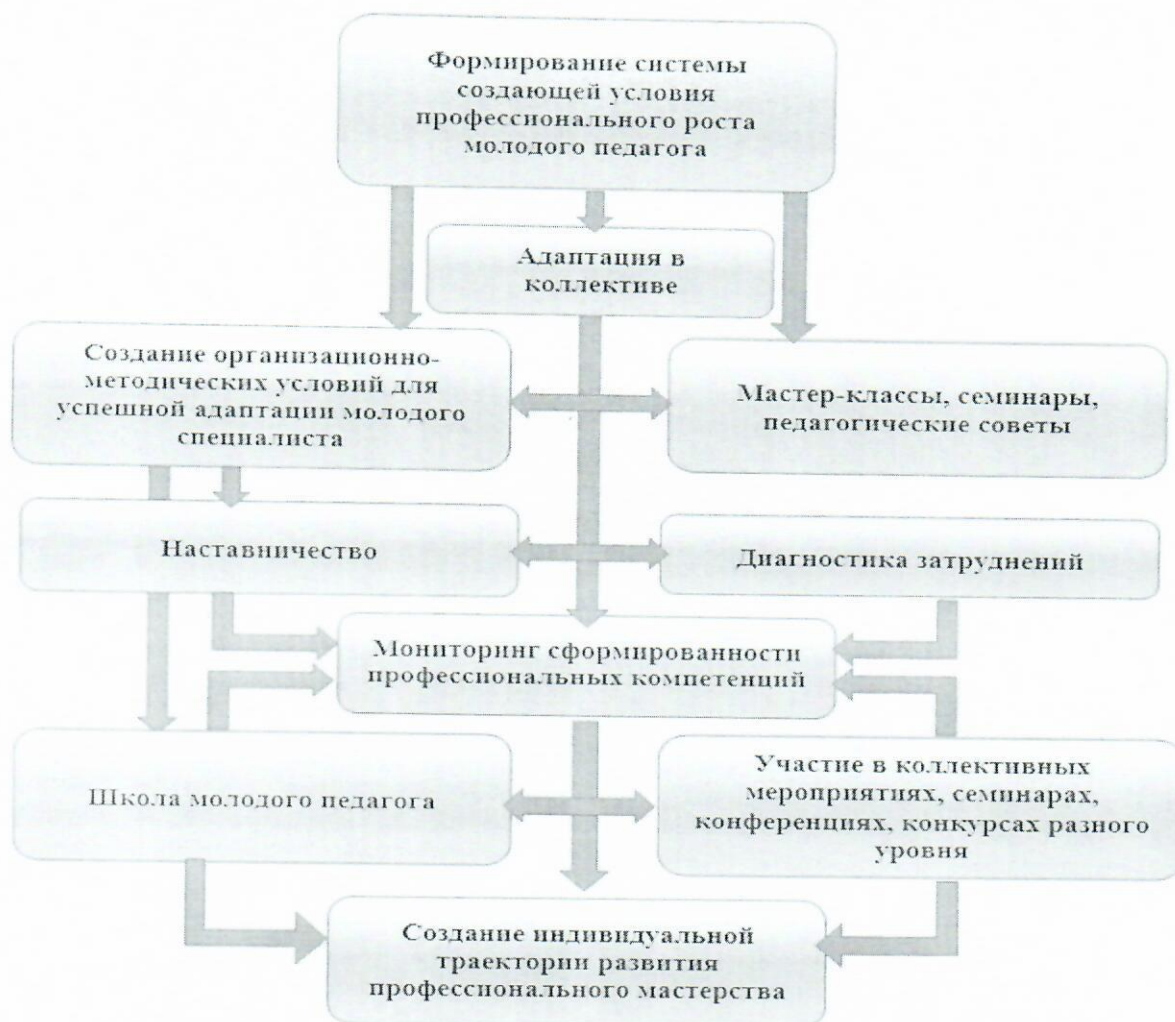 Формирование системы
создающей условия
профессионального роста
молодого педагога
Адаптация в
коллективе
Создание организационно-
методических условий для
успешной адаптации молодого
специалиста
Мастер-классы, семинары,
педагогические советы
Наставничество
Диагностика затруднений
Мониторинг сформированности
профессиональных компетенций
Школа молодого педагога
Участие в коллективных
мероприятиях, семинарах,
конференциях, конкурсах разного
уровня
Создание индивидуальной
траектории развития
профессионального мастерства